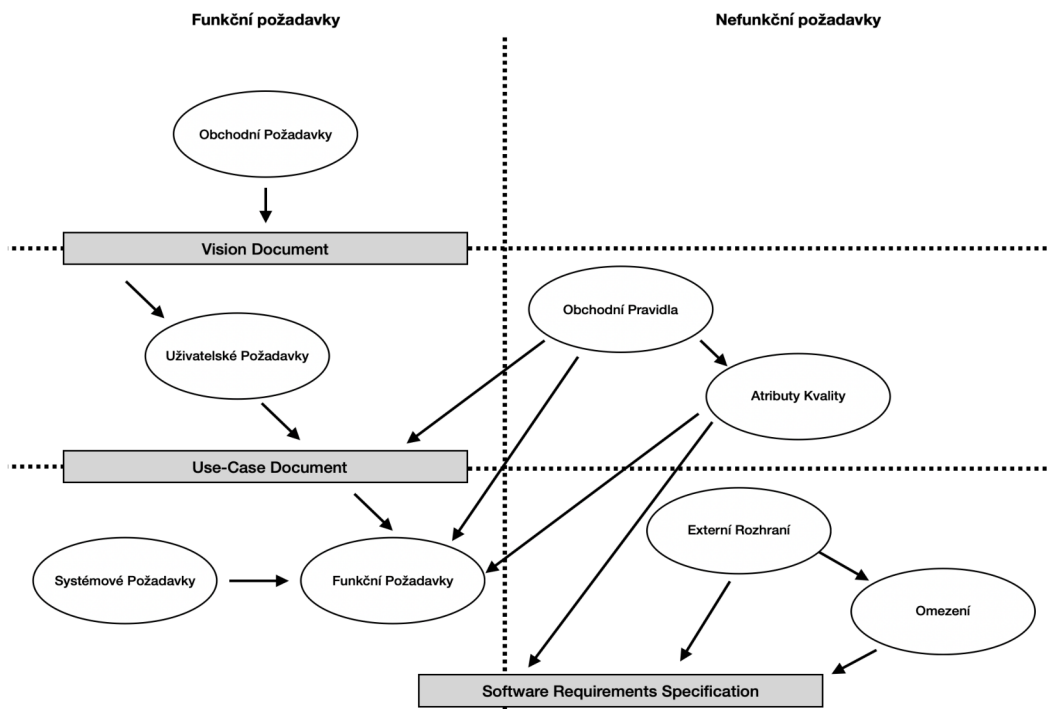 Funkční požadavky
Nefunkční požadavky
Obchodní Požadavky
Vision Document
Obchodní Pravidla
Uživatelské Požadavky
Atributy Kvality
Use-Case Document
Externí Rozhraní
Systémové Požadavky
Funkční Požadavky
Omezení
Software Requirements Specification